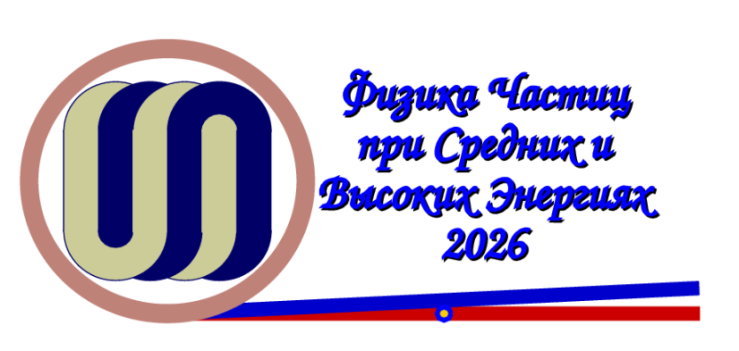 Физика Частиц
при Средних и
Высоких Энергиях
2026